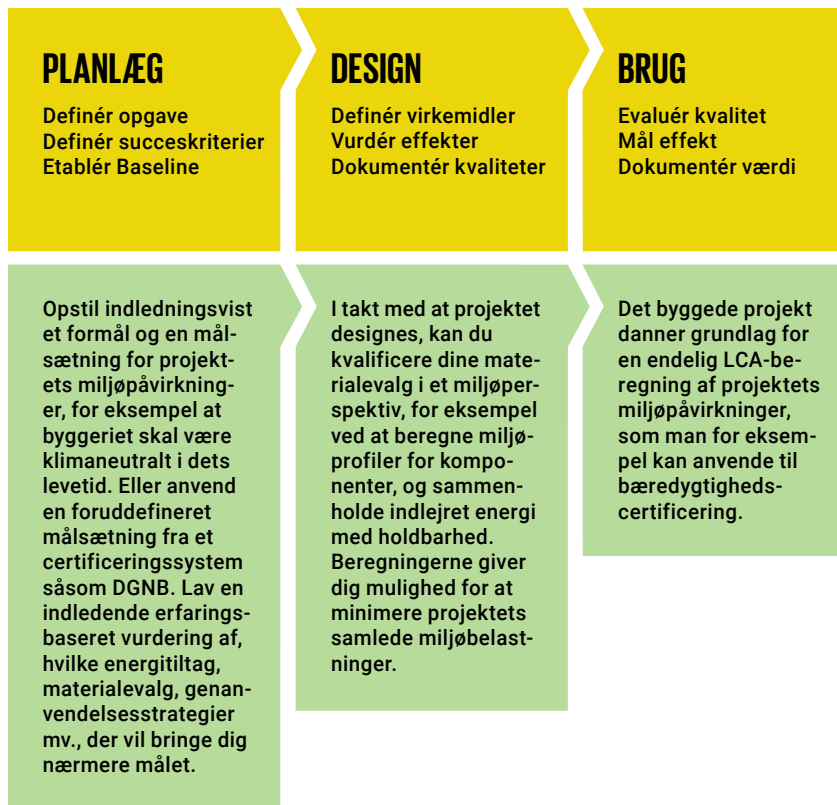 PLANLÆG
Definér opgave
Definér succeskriterier
Etablér Baseline
DESIGN
Definér virkemidler
Vurdér effekter
Dokumentér kvaliteter
BRUG
Evaluér kvalitet
Mål effekt
Dokumentér værdi
Opstil indledningsvist
et formål og en mål-
sætning for projekt-
ets miljøpåvirkning-
er, for eksempel at
byggeriet skal være
klimaneutralt i dets
levetid. Eller anvend
en foruddefineret
målsætning fra et
certificeringssystem
såsom DGNB. Lav en
indledende erfarings-
baseret vurdering af,
hvilke energitiltag,
materialevalg, genan-
vendelsesstrategier
mv., der vil bringe dig
nærmere målet.
I takt med at projektet
designes, kan du
kvalificere dine mate-
rialevalg i et miljøper-
spektiv, for eksempel
ved at beregne miljø-
profiler for kompo-
nenter, og sammen-
holde indlejret energi
med holdbarhed.
Beregningerne giver
dig mulighed for at
minimere projektets
samlede miljøbelast-
ninger.
Det byggede projekt
danner grundlag for
en endelig LCA-be-
regning af projektets
miljøpåvirkninger,
som man for eksem-
pel kan anvende til
bæredygtigheds-
certificering.